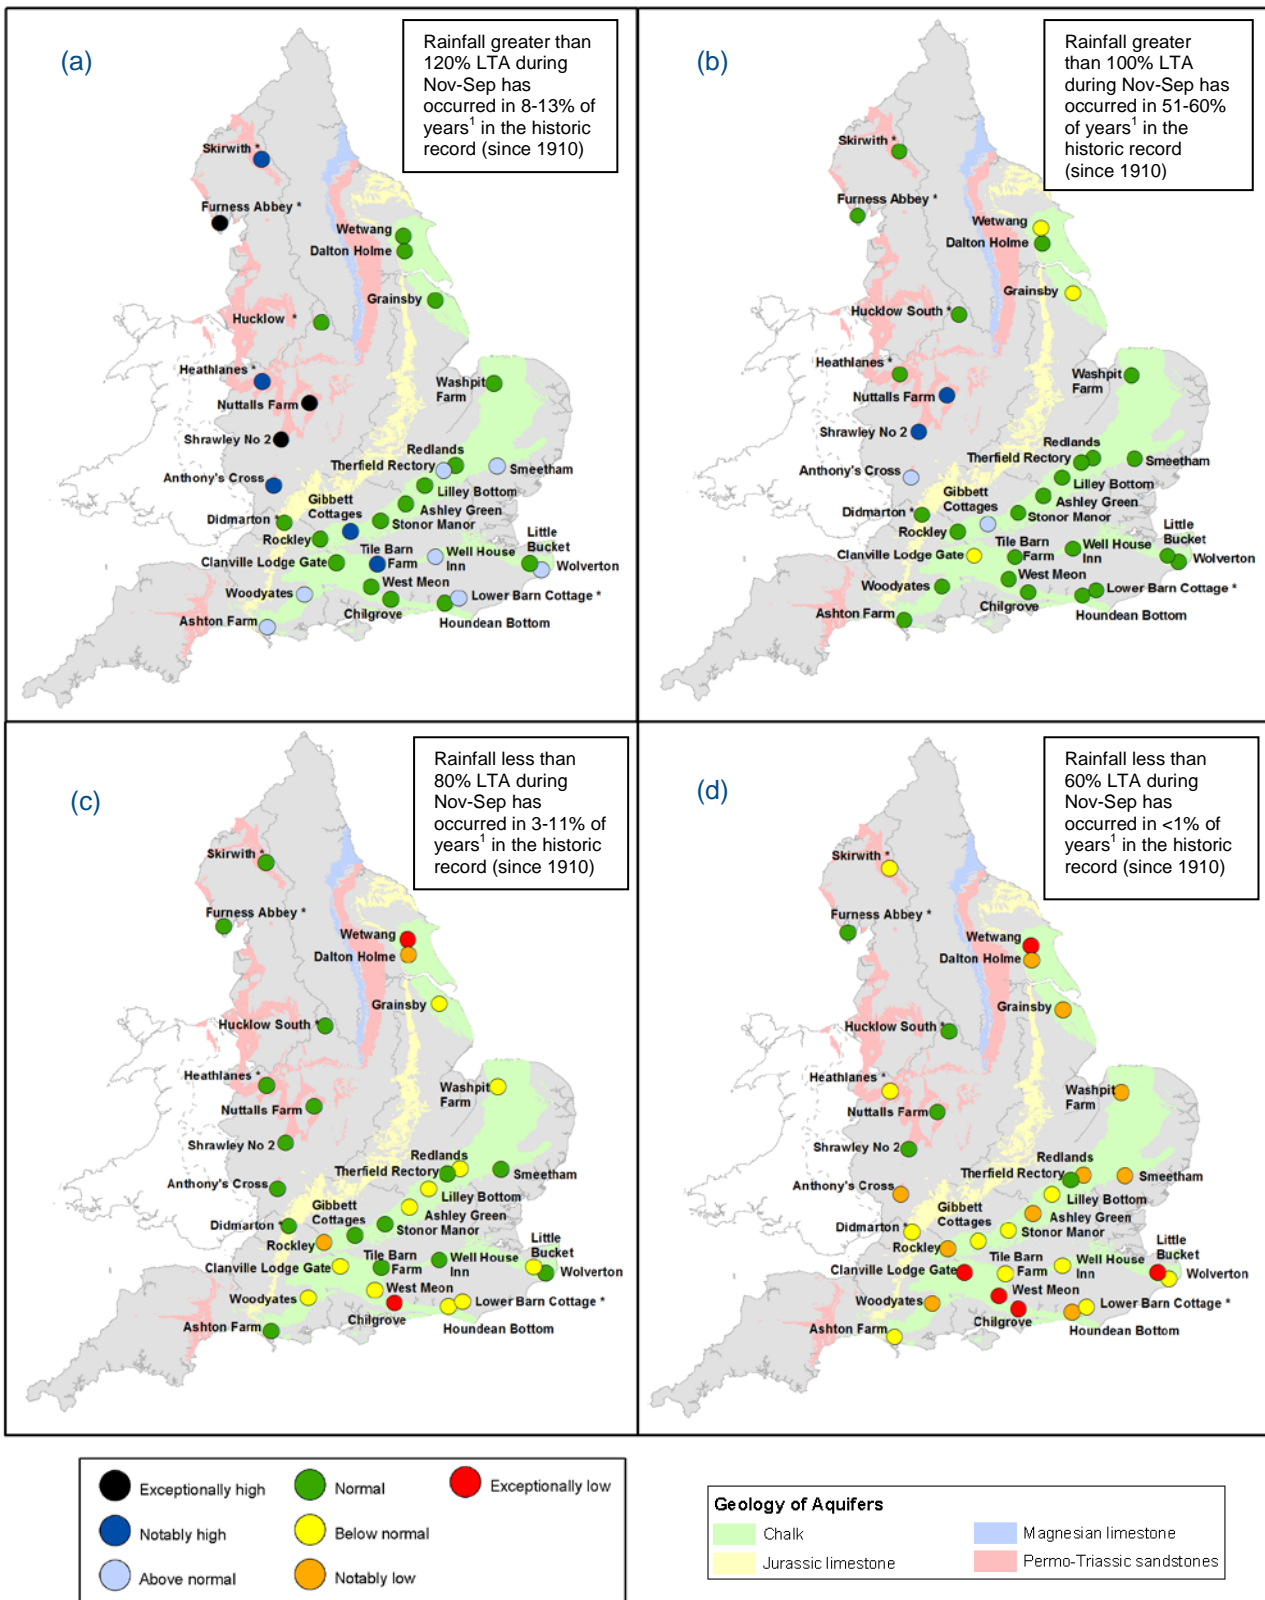 (a)
Rainfall greater than
120% LTA during
Nov-Sep has
occurred in 8-13% of
years1 in the historic
record (since 1910)
Skirwith *
Furness Abbey *
Wetwang
Dalton Holme
Grainsby
Hucklow *
Heathlanes *
Washpit
Farm
Nuttalls Farm
Shrawley No 2
Redlands
Therfield Rectory
Smeetham
Anthony's Cross
Lilley Bottom
Gibbett
Cottages
Ashley Green
Didmarton *
Stonor Manor
Rockley
Little
Bucket
Tile Barn
Farm
Well House
Inn
Clanville Lodge Gate
Wolverton
West Meon
Woodyates
Lower Barn Cottage *
Chilgrove
Ashton Farm
Houndean Bottom
(b)
Rainfall greater
than 100% LTA
during Nov-Sep has
occurred in 51-60%
of years1 in the
historic record
(since 1910)
Skirwith *
Furness Abbey *
Wetwang
Dalton Holme
Grainsby
Hucklow South *
Heathlanes *
Washpit
Farm
Nuttalls Farm
Shrawley No 2
Redlands
Therfield Rectory
Smeetham
Anthony's Cross
Lilley Bottom
Gibbett
Cottages
Ashley Green
Didmarton *
Stonor Manor
Rockley
Little
Bucket
Tile Barn
Farm
Well House
Inn
Clanville Lodge Gate
Wolverton
West Meon
Woodyates
Lower Barn Cottage *
Chilgrove
Ashton Farm
Houndean Bottom
(c)
Rainfall less than
80% LTA during
Nov-Sep has
occurred in 3-11% of
years1 in the historic
record (since 1910)
Skirwith *
Furness Abbey *
Wetwang
Dalton Holme
Grainsby
Hucklow South *
Heathlanes *
Washpit
Farm
Nuttalls Farm
Shrawley No 2
Redlands
Therfield Rectory
Smeetham
Anthony's Cross
Lilley Bottom
Gibbett
Cottages
Ashley Green
Didmarton *
Stonor Manor
Rockley
Little
Bucket
Tile Barn
Farm
Well House
Inn
Clanville Lodge Gate
Wolverton
West Meon
Woodyates
Lower Barn Cottage *
Chilgrove
Ashton Farm
Houndean Bottom
(d)
Rainfall less than
60% LTA during
Nov-Sep has
occurred in <1% of
years1 in the historic
record (since 1910)
Skirwith *
Furness Abbey *
Wetwang
Dalton Holme
Grainsby
Hucklow South *
Heathlanes *
Washpit
Farm
Nuttalls Farm
Shrawley No 2
Redlands
Therfield Rectory
Smeetham
Anthony's Cross
Lilley Bottom
Gibbett
Cottages
Ashley Green
Didmarton *
Stonor Manor
Rockley
Little
Bucket
Tile Barn
Farm
Well House
Inn
Clanville Lodge Gate
Wolverton
West Meon
Woodyates
Lower Barn Cottage *
Chilgrove
Ashton Farm
Houndean Bottom
Exceptionally high
Normal
Exceptionally low
Notably high
Below normal
Above normal
Notably low
Geology of Aquifers
Chalk
Magnesian limestone
Jurassic limestone
Permo-Triassic sandstones